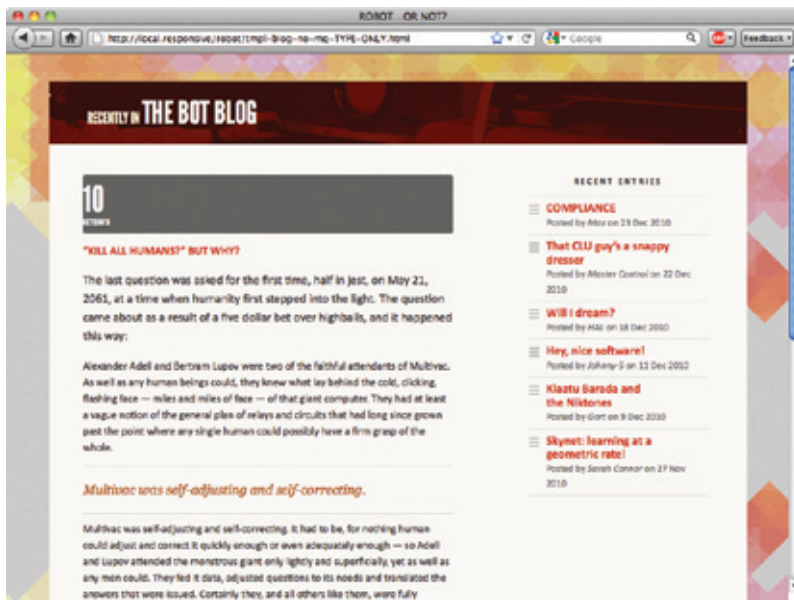 ROBOT...OR NOT?
http://local.responsive/robot/tmpl-blog-no-mq-TYPE-ONLY.html
Google
Feedback
RECENTLY IN THE BOT BLOG
10
OCTOBER
"KILL ALL HUMANS?" BUT WHY?
The last question was asked for the first time, half in jest, on May 21,
2061, at a time when humanity first stepped into the light. The question
came about as a result of a five dollar bet over highballs, and it happened
this way:
Alexander Adell and Bertram Lupov were two of the faithful attendants of Multivac.
As well as any human beings could, they knew what lay behind the cold, clicking,
flashing face — miles and miles of face — of that giant computer. They had at least
a vague notion of the general plan of relays and circuits that had long since grown
past the point where any single human could possibly have a firm grasp of the
whole.
Multivac was self-adjusting and self-correcting.
Multivac was self-adjusting and self-correcting. It had to be, for nothing human
could adjust and correct it quickly enough or even adequately enough — so Adell
and Lupov attended the monstrous giant only lightly and superficially, yet as well as
any men could. They fed it data, adjusted questions to its needs and translated the
answers that were issued. Certainly they, and all others like them, were fully
RECENT ENTRIES
COMPLIANCE
Posted by Max on 23 Dec 2010
That CLU guy's a snappy
dresser
Posted by Master Control on 22 Dec
2010
Will I dream?
Posted by HAL on 18 Dec 2010
Hey, nice software!
Posted by Johnny-5 on 11 Dec 2010
Klaatu Barada and
the Niktones
Posted by Gort on 9 Dec 2010
Skynet: learning at a
geometric rate!
Posted by Sarah Connor on 27 Nov
2010